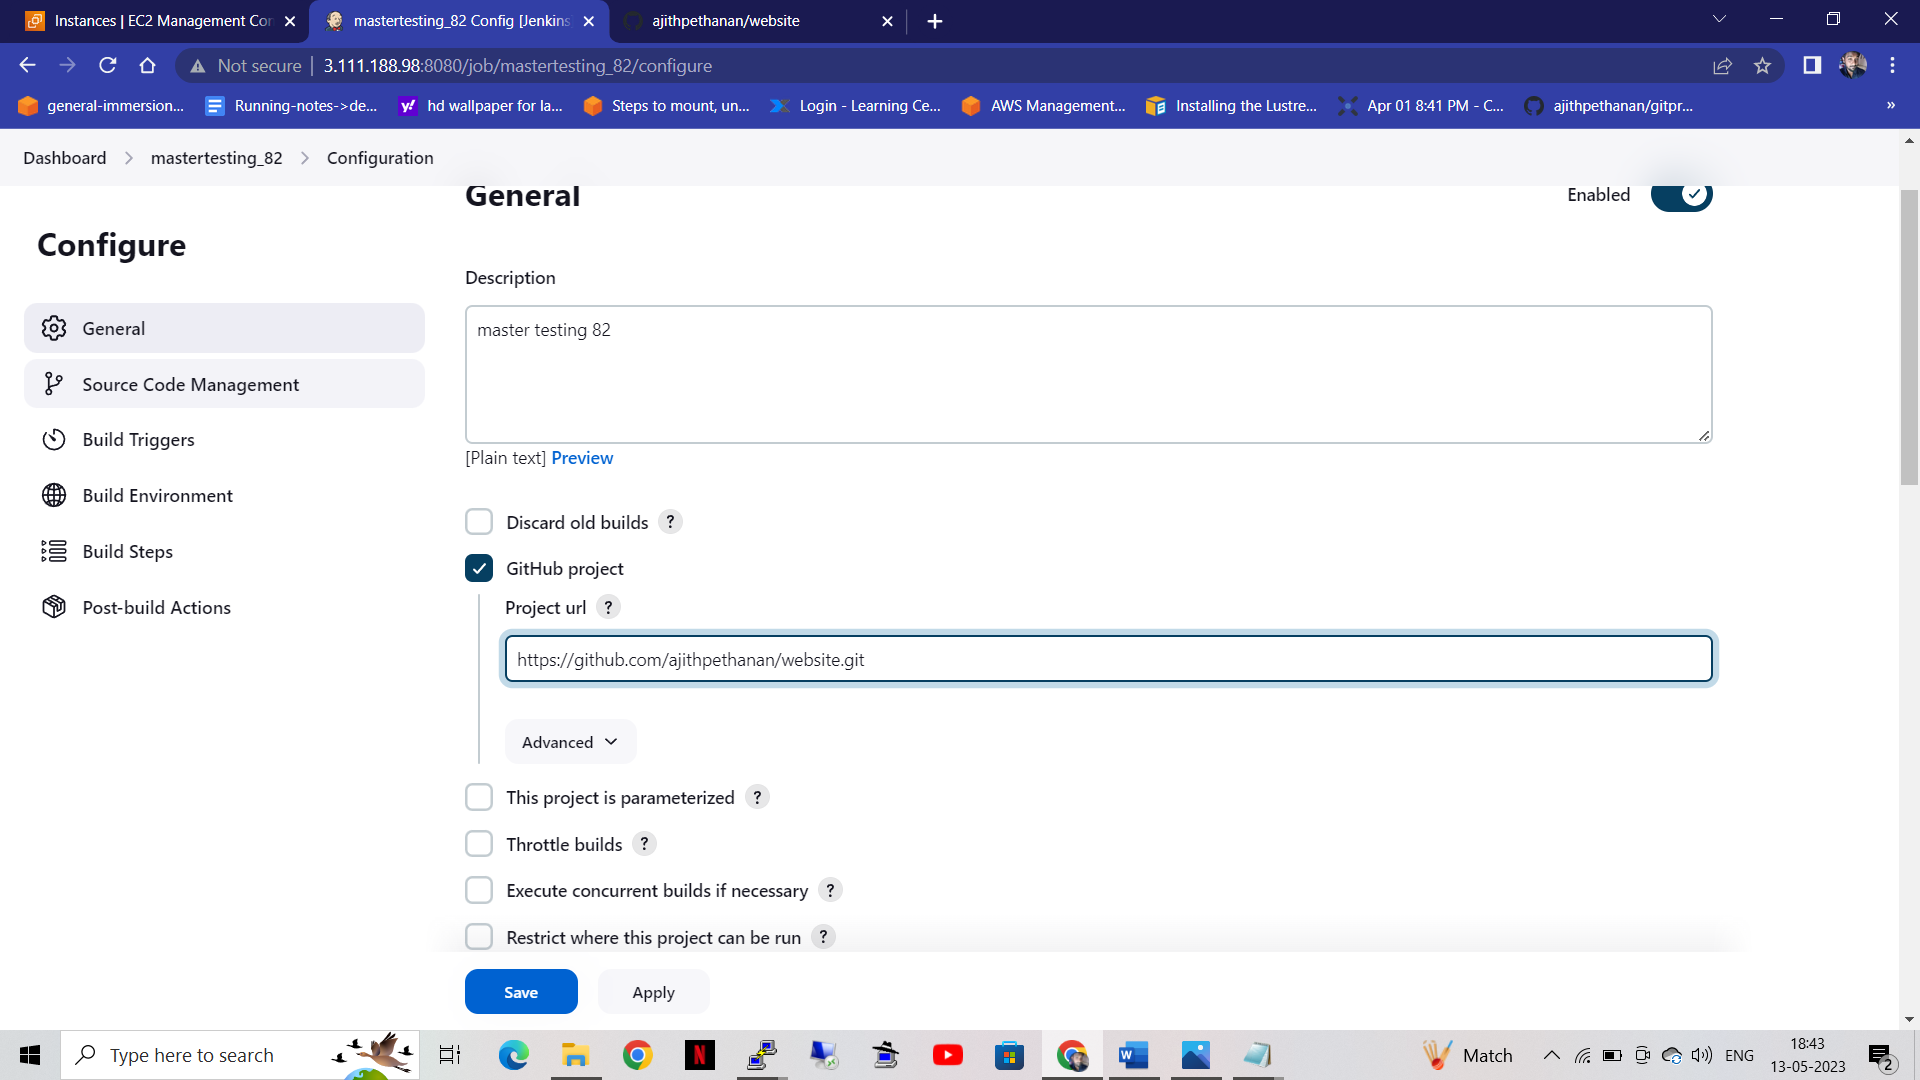 Instances | EC2 Management Con
mastertesting_82 Config [Jenkins
ajithpethanan/website
Not secure
3.111.188.98:8080/job/mastertesting_82/configure
general-immersion...
Running-notes->de...
hd wallpaper for la...
Steps to mount, un...
Login - Learning Ce...
AWS Management...
Installing the Lustre...
Apr 01 8:41 PM - C...
ajithpethanan/gitpr...
»
Dashboard > mastertesting_82 > Configuration
Configure
General
Source Code Management
Build Triggers
Build Environment
Build Steps
Post-build Actions
General
Enabled
Description
master testing 82
[Plain text] Preview
Discard old builds ?
GitHub project
Project url ?
https://github.com/ajithpethanan/website.git
Advanced
This project is parameterized ?
Throttle builds ?
Execute concurrent builds if necessary ?
Restrict where this project can be run ?
Save
Apply
Type here to search
Match
ENG
18:43
13-05-2023
2